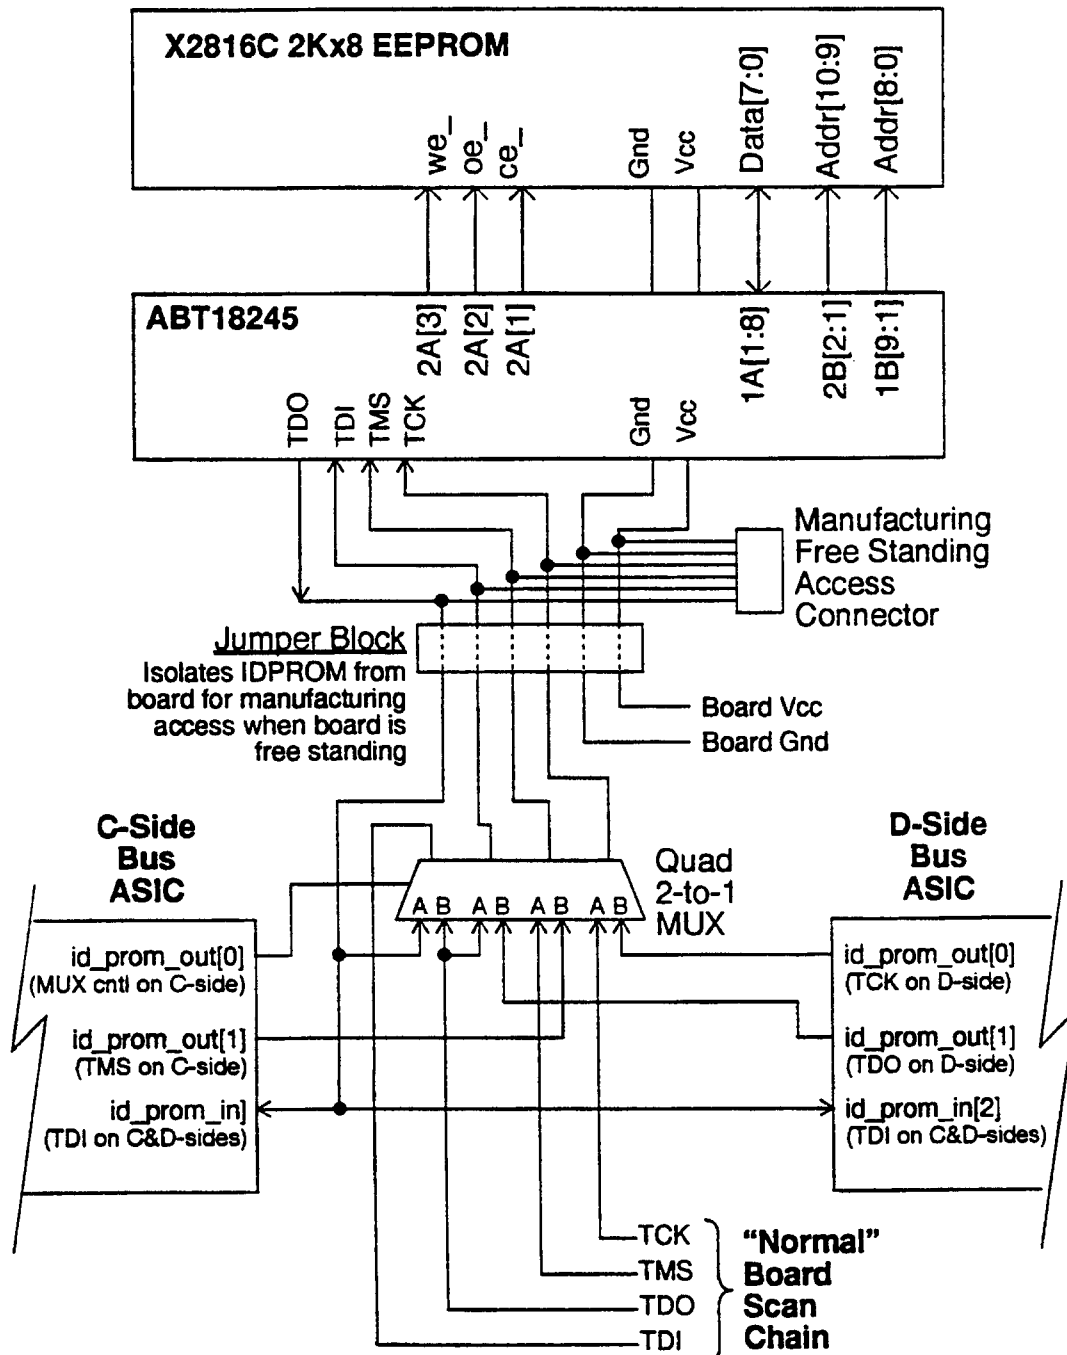 X2816C 2Kx8 EEPROM
we_
oe_
ce_
Gnd
Vcc
Data[7:0]
Addr[10:9]
Addr[8:0]
ABT18245
2A[3]
2A[2]
2A[1]
1A[1:8]
2B[2:1]
1B[9:1]
TDO
TDI
TMS
TCK
Gnd
Vcc
Manufacturing
Free Standing
Access
Connector
Jumper Block
Isolates IDPROM from
board for manufacturing
access when board is
free standing
Board Vcc
Board Gnd
C-Side
Bus
ASIC
D-Side
Bus
ASIC
Quad
2-to-1
MUX
A B A B A B A B
id_prom_out[0]
(MUX cntl on C-side)
id_prom_out[1]
(TMS on C-side)
id_prom_in]
(TDI on C&D-sides)
id_prom_out[0]
(TCK on D-side)
id_prom_out[1]
(TDO on D-side)
id_prom_in[2]
(TDI on C&D-sides)
TCK
TMS
TDO
TDI
"Normal"
Board
Scan
Chain